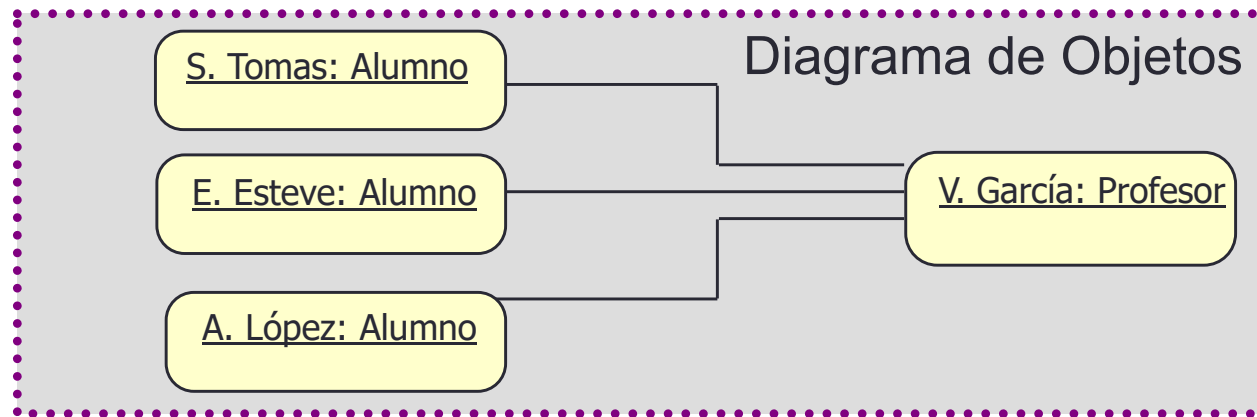 Diagrama de Objetos
S. Tomas: Alumno
E. Esteve: Alumno
V. García: Profesor
A. López: Alumno